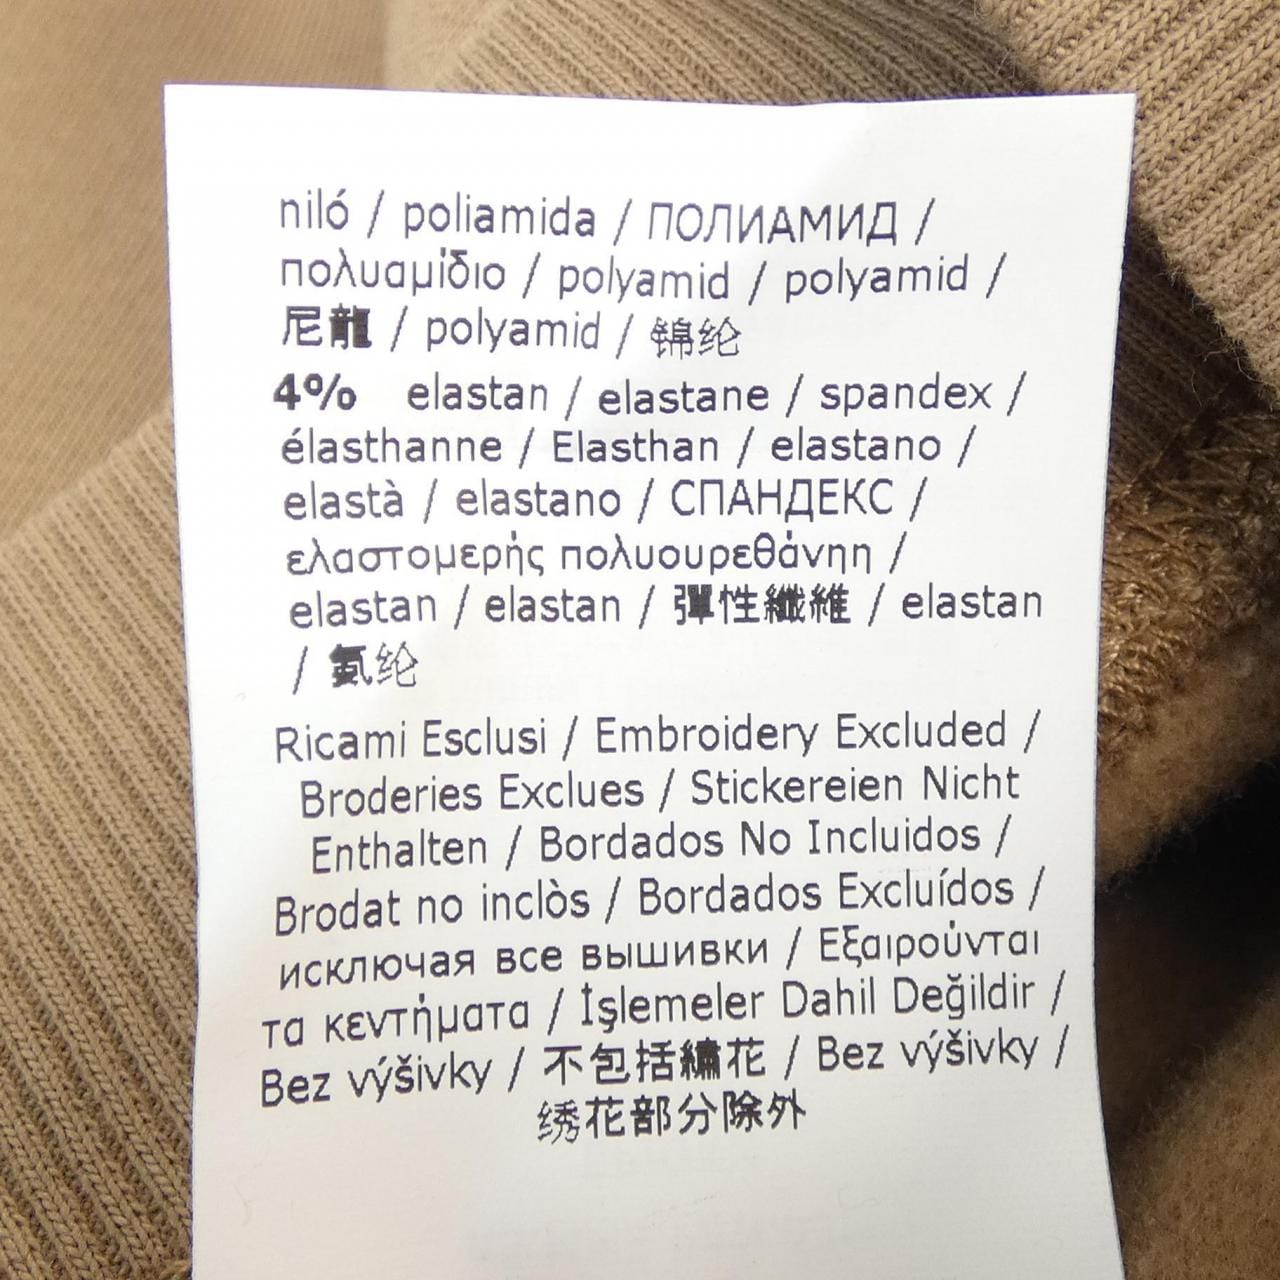 niló / poliamida / ПОЛИАМИД /
πολυαμίδιο / polyamid / polyamid /
尼龍 / polyamid / 锦纶
4% elastan / elastane / spandex /
élasthanne / Elasthan / elastano /
elastà / elastano / СПАНДЕКС /
ελαστομερής πολυουρεθάνηη /
elastan / elastan / 彈性纖維 / elastan
/ 氨纶
Ricami Esclusi / Embroidery Excluded /
Broderies Exclues / Stickereien Nicht
Enthalten / Bordados No Incluidos /
Brodat no inclòs / Bordados Excluídos /
исключая все вышивки / Εξαιρούνται
τα κεντήματα / İşlemeler Dahil Değildir /
Bez výšivky / 不包括繡花 / Bez výšivky /
绣花部分除外